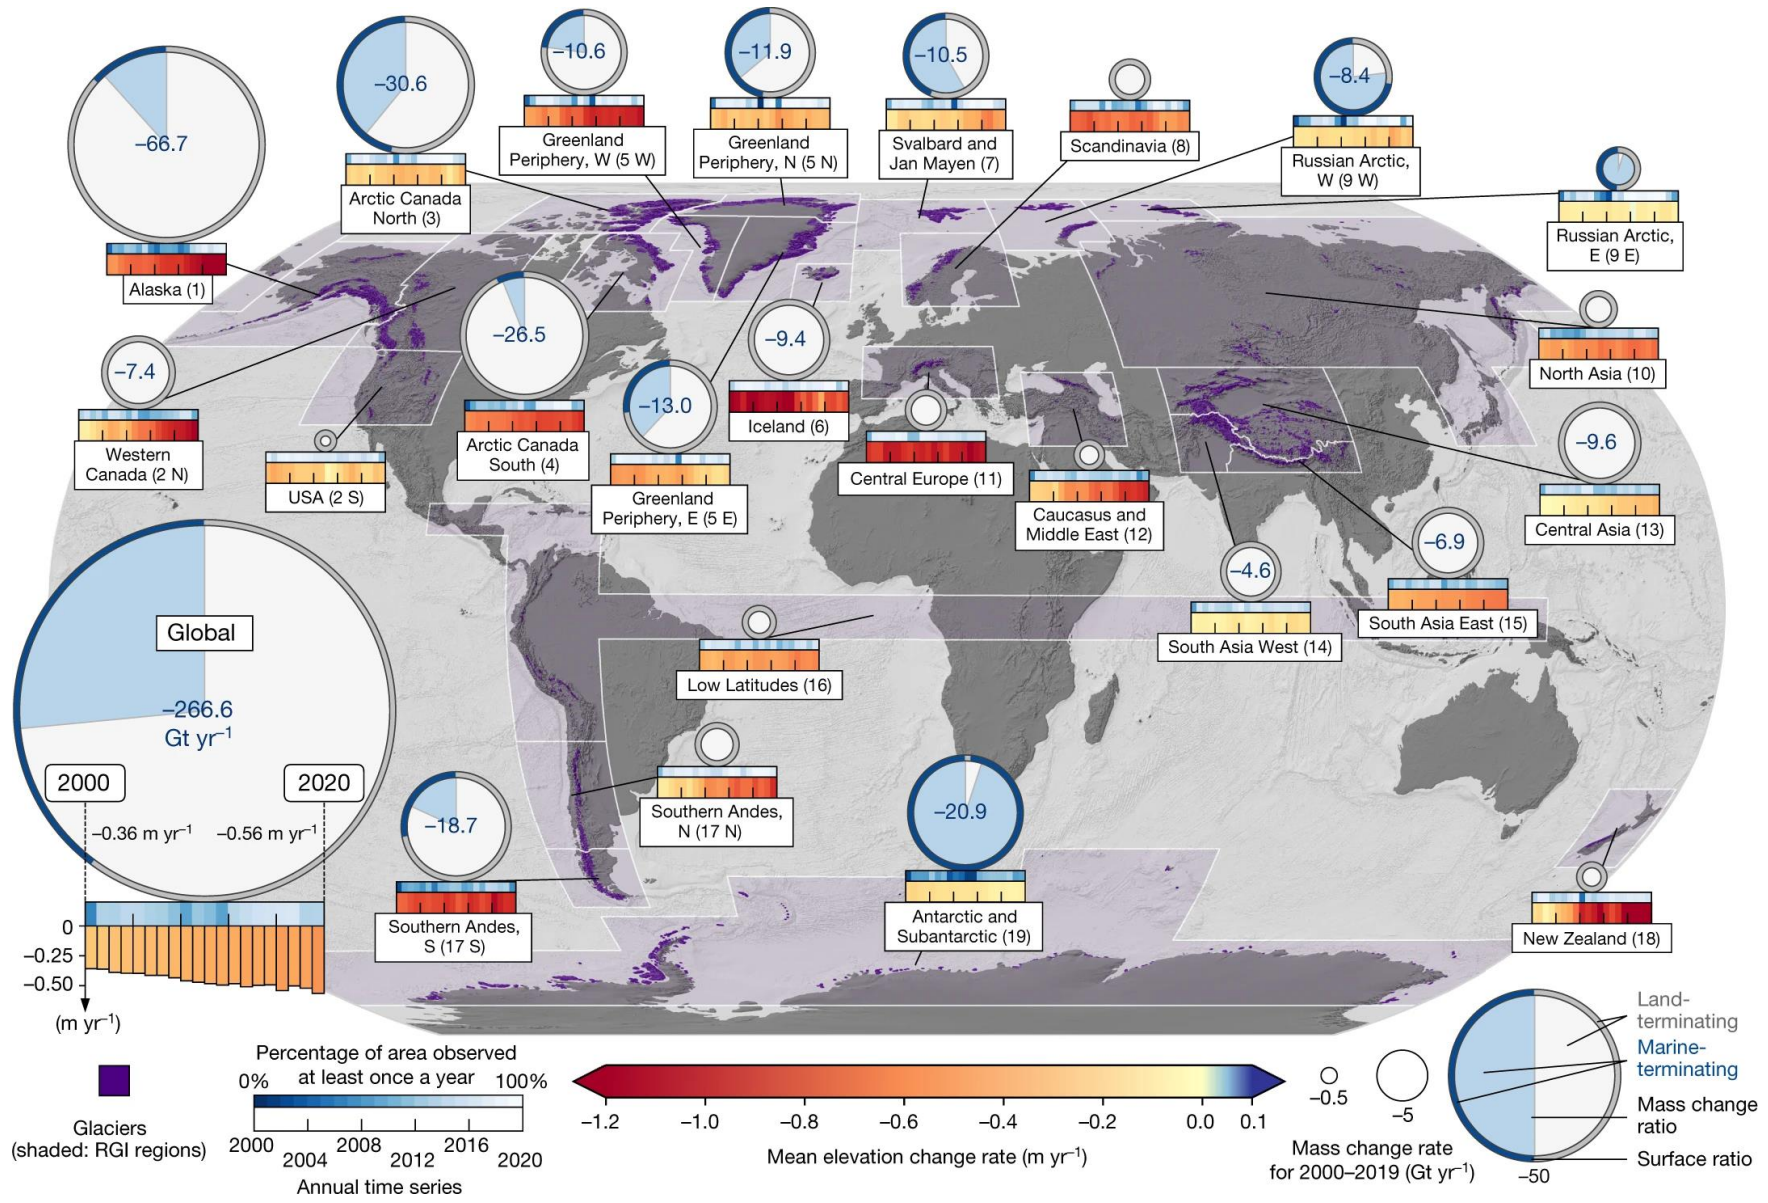 −66.7
Alaska (1)
−30.6
Arctic Canada
North (3)
−10.6
Greenland
Periphery, W (5 W)
−11.9
Greenland
Periphery, N (5 N)
−10.5
Svalbard and
Jan Mayen (7)
Scandinavia (8)
−8.4
Russian Arctic,
W (9 W)
Russian Arctic,
E (9 E)
−7.4
Western
Canada (2 N)
USA (2 S)
−26.5
Arctic Canada
South (4)
−13.0
Greenland
Periphery, E (5 E)
−9.4
Iceland (6)
Central Europe (11)
Caucasus and
Middle East (12)
North Asia (10)
−9.6
Central Asia (13)
−4.6
South Asia West (14)
−6.9
South Asia East (15)
Low Latitudes (16)
Southern Andes,
N (17 N)
−18.7
Southern Andes,
S (17 S)
−20.9
Antarctic and
Subantarctic (19)
New Zealand (18)
Global
−266.6
Gt yr−1
2000
2020
−0.36 m yr−1
−0.56 m yr−1
0
−0.25
−0.50
(m yr−1)
Glaciers
(shaded: RGI regions)
Percentage of area observed
at least once a year
0%
100%
2000
2008
2016
2004
2012
2020
Annual time series
−1.2
−1.0
−0.8
−0.6
−0.4
−0.2
0.0
0.1
Mean elevation change rate (m yr−1)
−0.5
−5
−50
Mass change rate
for 2000–2019 (Gt yr−1)
Land-
terminating
Marine-
terminating
Mass change
ratio
Surface ratio